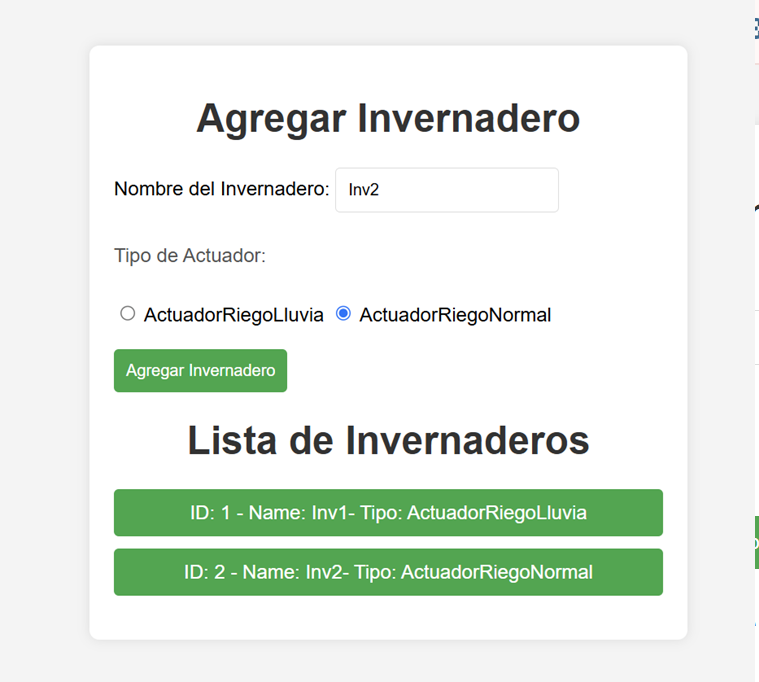 Agregar Invernadero
Nombre del Invernadero: Inv2
Tipo de Actuador:
ActuadorRiegoLluvia ActuadorRiegoNormal
Agregar Invernadero
Lista de Invernaderos
ID: 1 - Name: Inv1- Tipo: ActuadorRiegoLluvia
ID: 2 - Name: Inv2- Tipo: ActuadorRiegoNormal